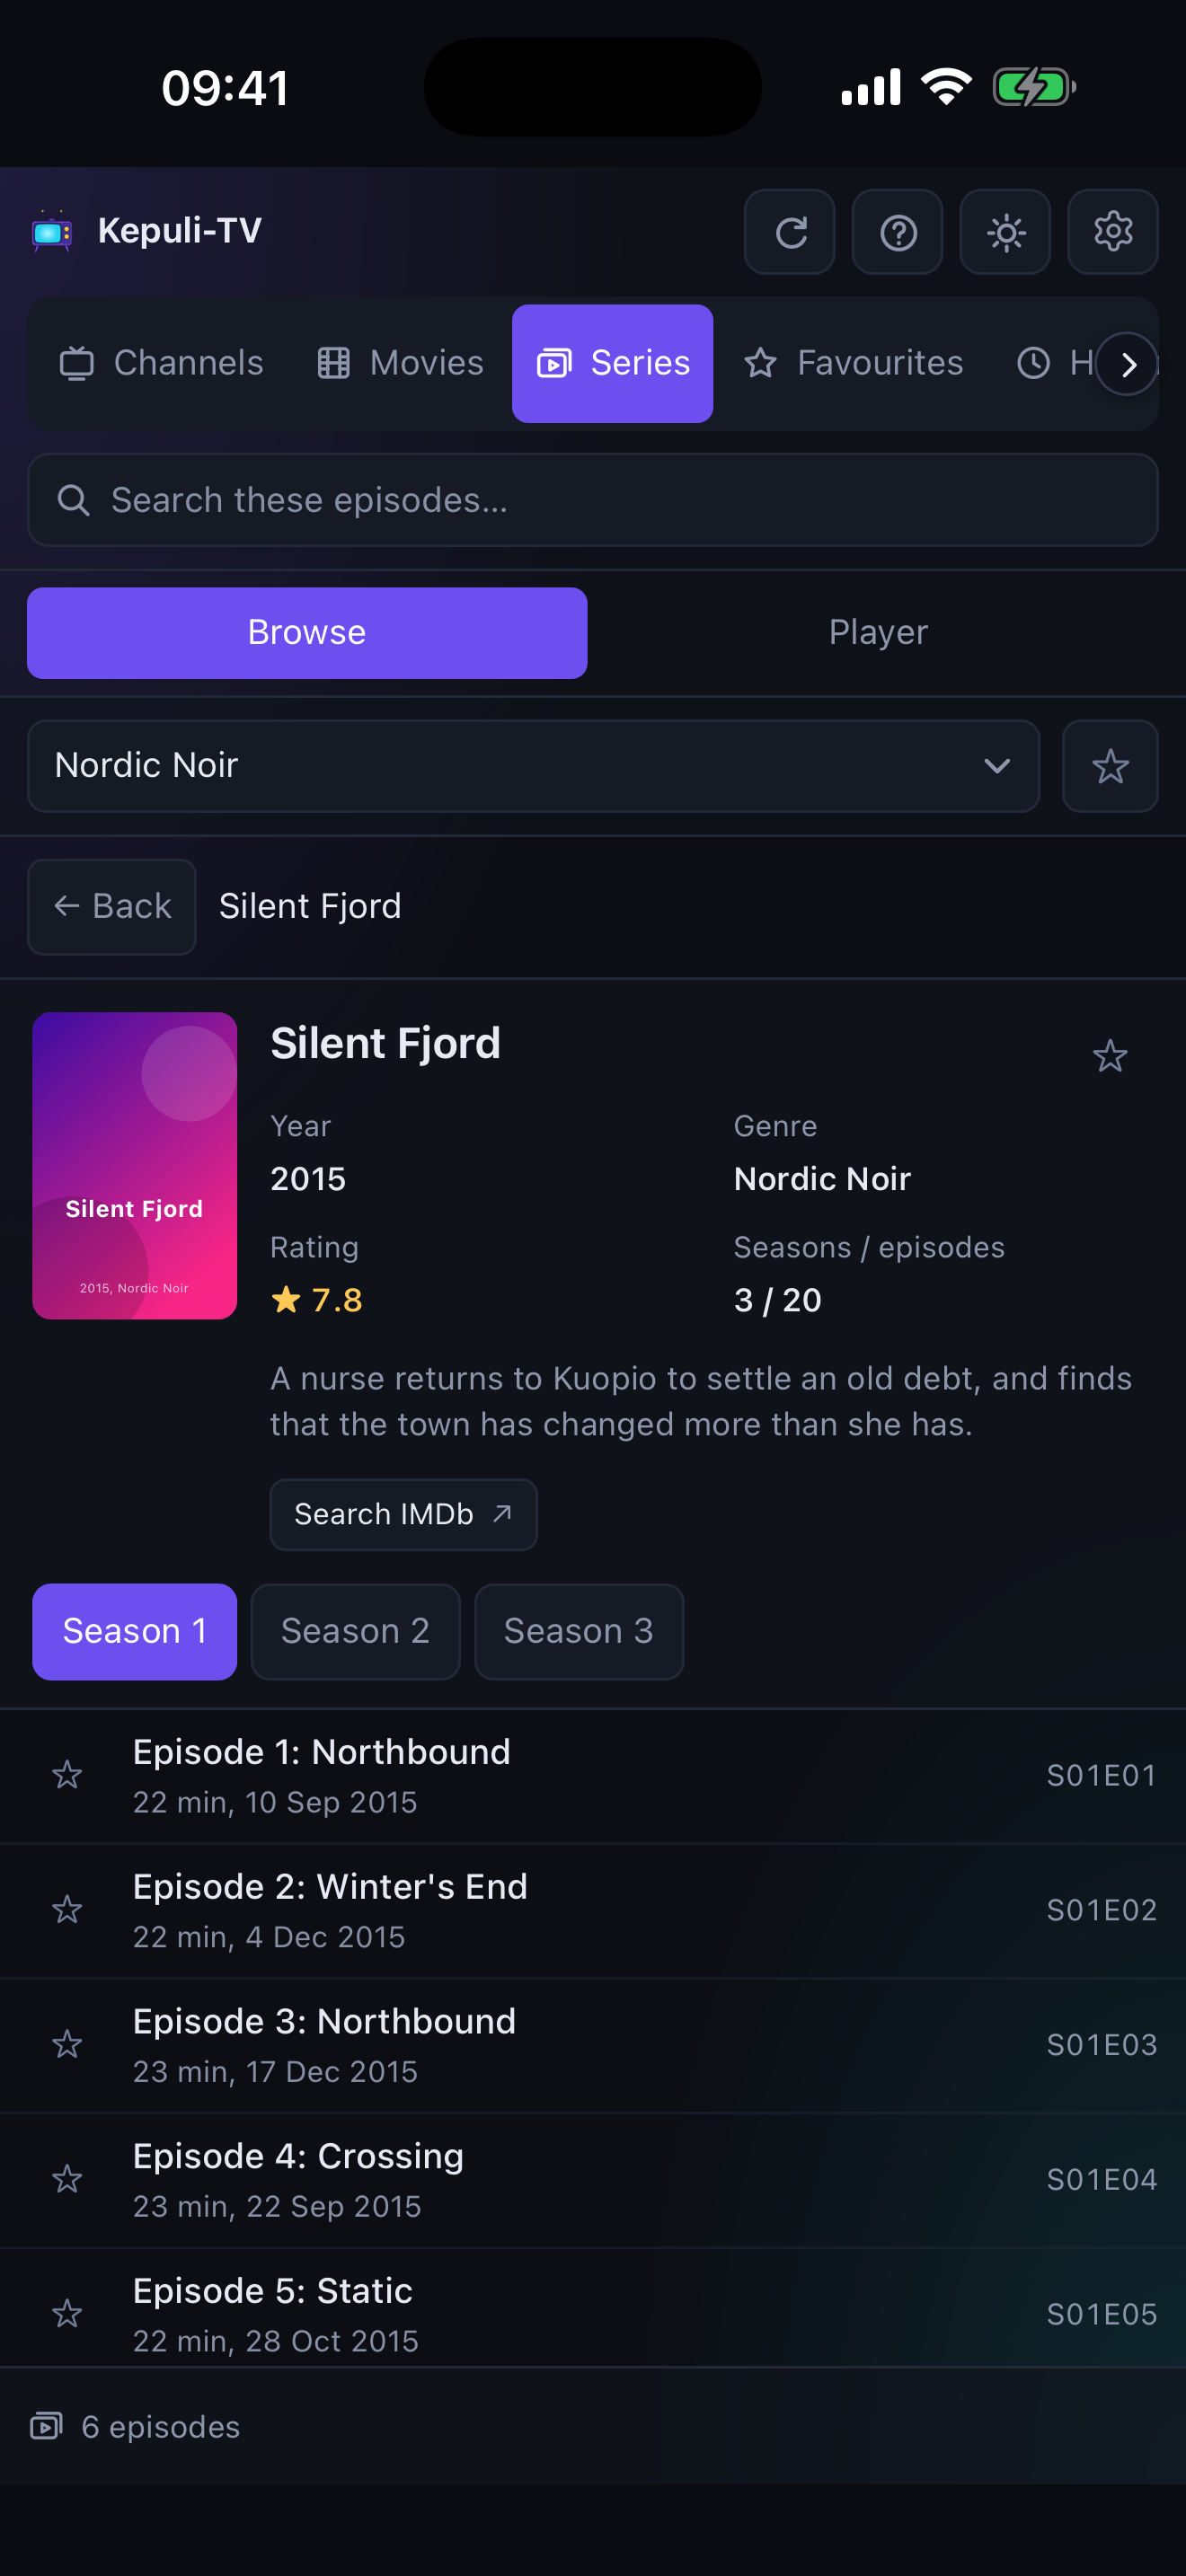 09:41
Kepuli-TV
Channels
Movies
Series
Favourites
Search these episodes...
Browse
Player
Nordic Noir
← Back
Silent Fjord
Silent Fjord
2015, Nordic Noir
Silent Fjord
Year
2015
Genre
Nordic Noir
Rating
★ 7.8
Seasons / episodes
3 / 20
A nurse returns to Kuopio to settle an old debt, and finds
that the town has changed more than she has.
Search IMDb ↗
Season 1
Season 2
Season 3
Episode 1: Northbound
22 min, 10 Sep 2015
S01E01
Episode 2: Winter's End
22 min, 4 Dec 2015
S01E02
Episode 3: Northbound
23 min, 17 Dec 2015
S01E03
Episode 4: Crossing
23 min, 22 Sep 2015
S01E04
Episode 5: Static
22 min, 28 Oct 2015
S01E05
6 episodes